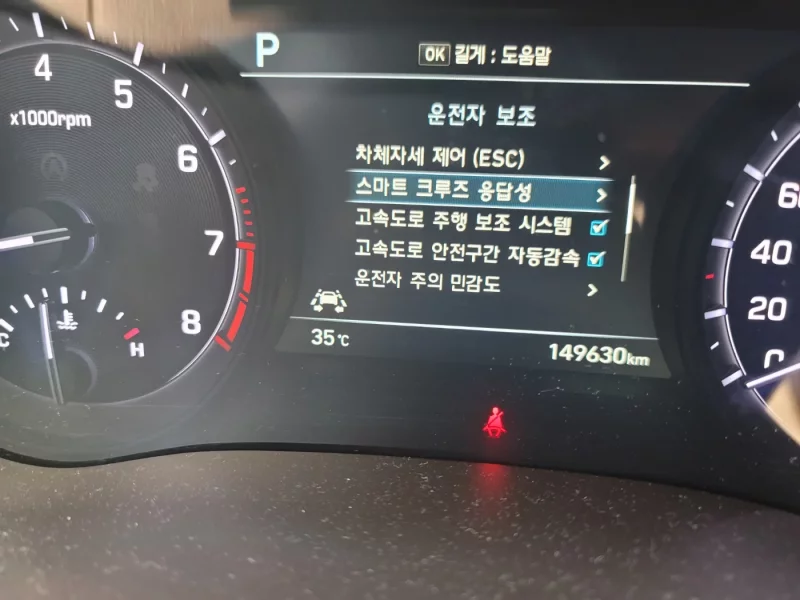 P
OK 길게 : 도움말
운전자 보조
차체자세 제어 (ESC)
스마트 크루즈 응답성
고속도로 주행 보조 시스템
고속도로 안전구간 자동감속
운전자 주의 민감도
35℃
149630km
4
5
6
7
8
x1000rpm
C
H
40
20
0